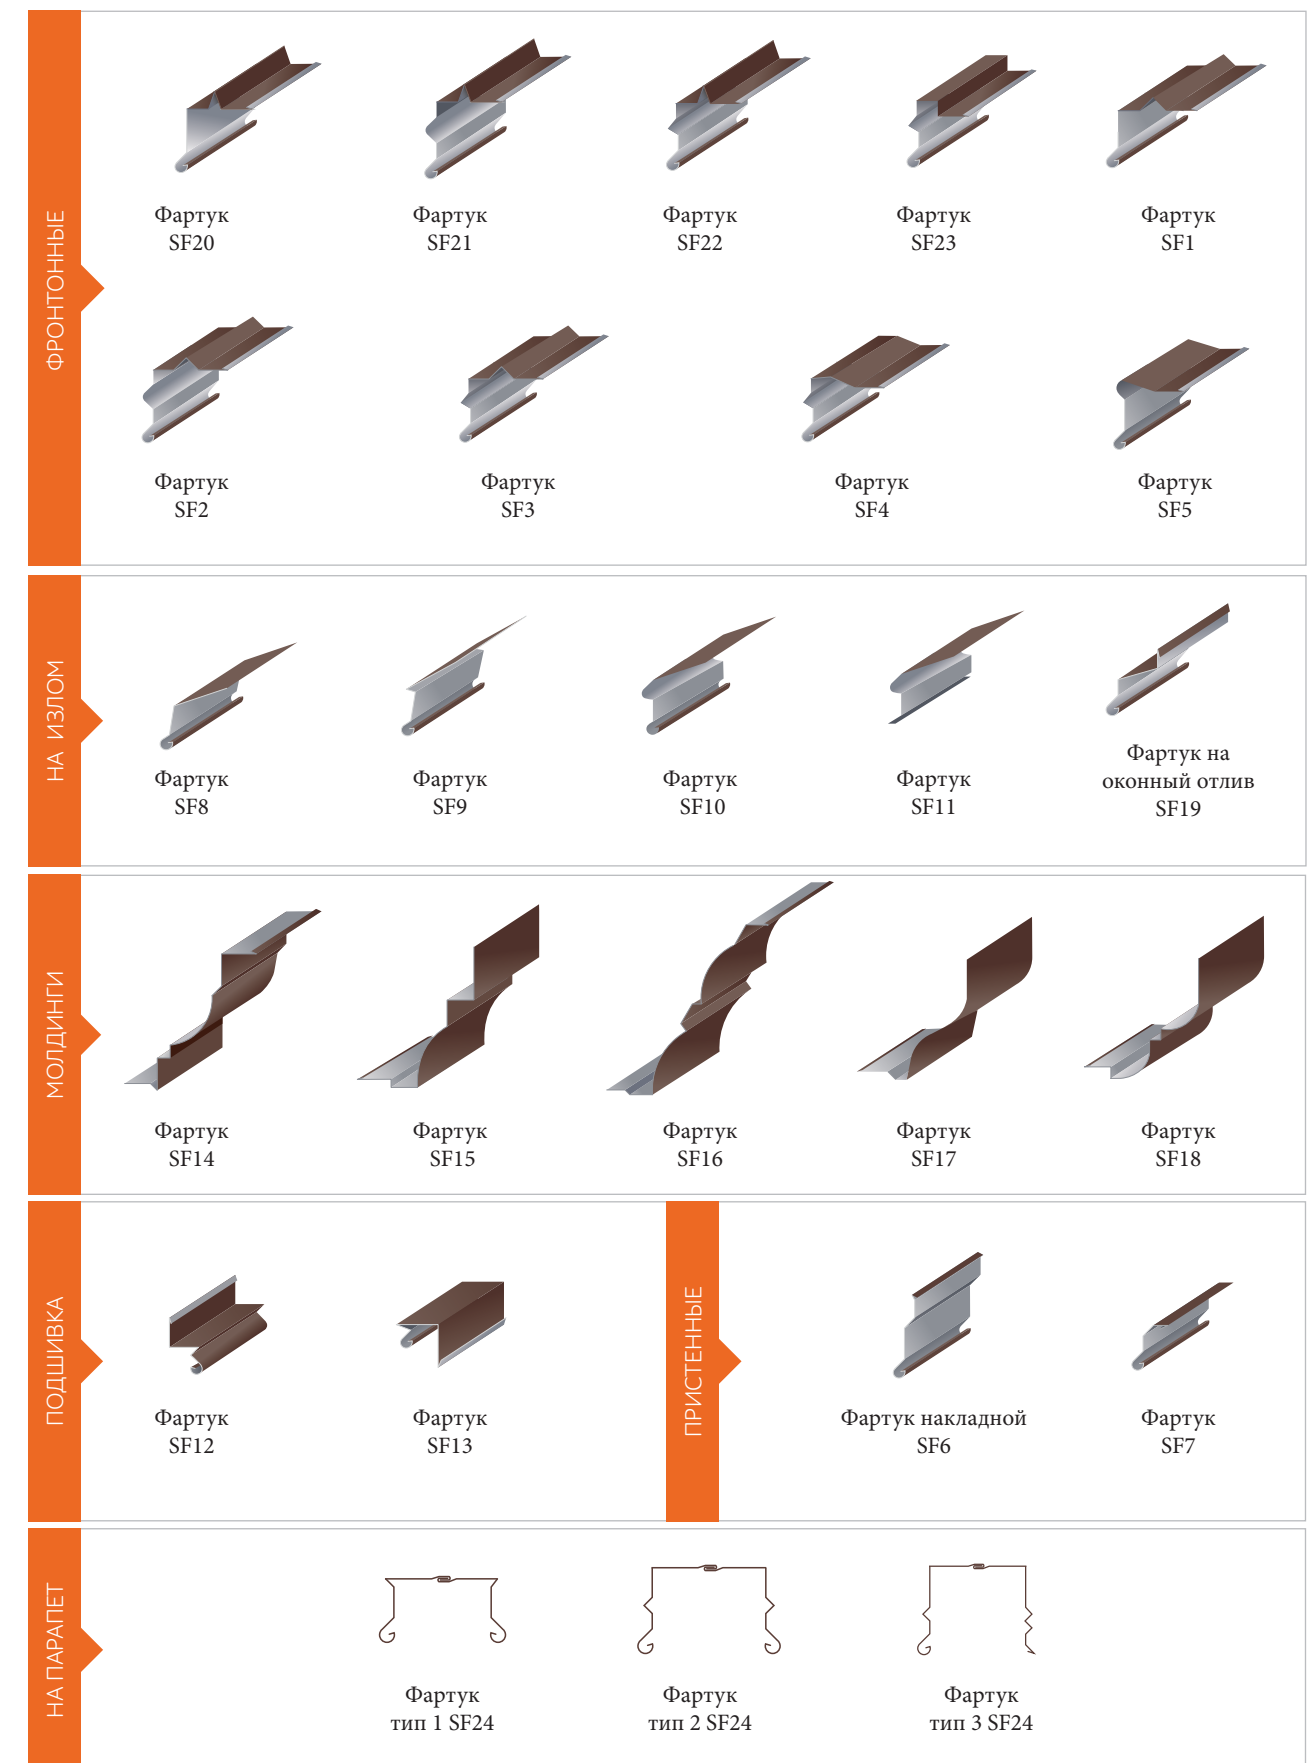 ФРОНТОННЫЕ
Фартук
SF20
Фартук
SF21
Фартук
SF22
Фартук
SF23
Фартук
SF1
Фартук
SF2
Фартук
SF3
Фартук
SF4
Фартук
SF5
НА ИЗЛОМ
Фартук
SF8
Фартук
SF9
Фартук
SF10
Фартук
SF11
Фартук на
оконный отлив
SF19
МОЛДИНГИ
Фартук
SF14
Фартук
SF15
Фартук
SF16
Фартук
SF17
Фартук
SF18
ПОДШИВКА
Фартук
SF12
Фартук
SF13
ПРИСТЕННЫЕ
Фартук накладной
SF6
Фартук
SF7
НА ПАРАПЕТ
Фартук
тип 1 SF24
Фартук
тип 2 SF24
Фартук
тип 3 SF24